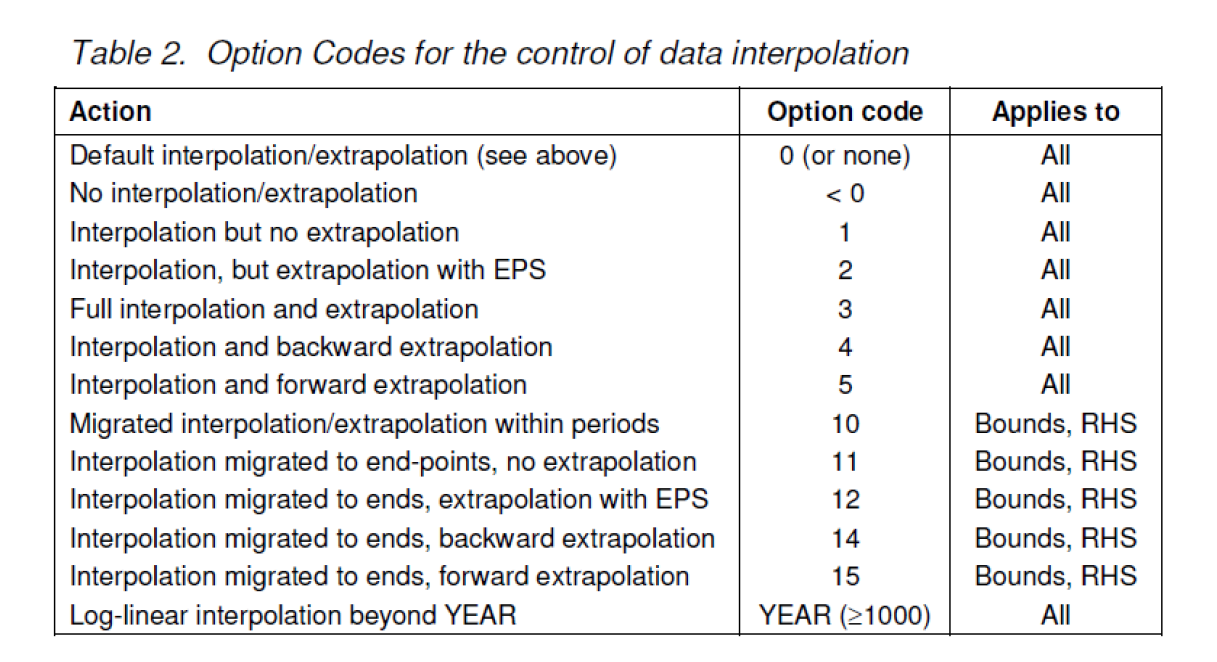 Table 2. Option Codes for the control of data interpolation
Action Option code Applies to
Default interpolation/extrapolation (see above) 0 (or none) All
No interpolation/extrapolation < 0 All
Interpolation but no extrapolation 1 All
Interpolation, but extrapolation with EPS 2 All
Full interpolation and extrapolation 3 All
Interpolation and backward extrapolation 4 All
Interpolation and forward extrapolation 5 All
Migrated interpolation/extrapolation within periods 10 Bounds, RHS
Interpolation migrated to end-points, no extrapolation 11 Bounds, RHS
Interpolation migrated to ends, extrapolation with EPS 12 Bounds, RHS
Interpolation migrated to ends, backward extrapolation 14 Bounds, RHS
Interpolation migrated to ends, forward extrapolation 15 Bounds, RHS
Log-linear interpolation beyond YEAR YEAR (≥1000) All